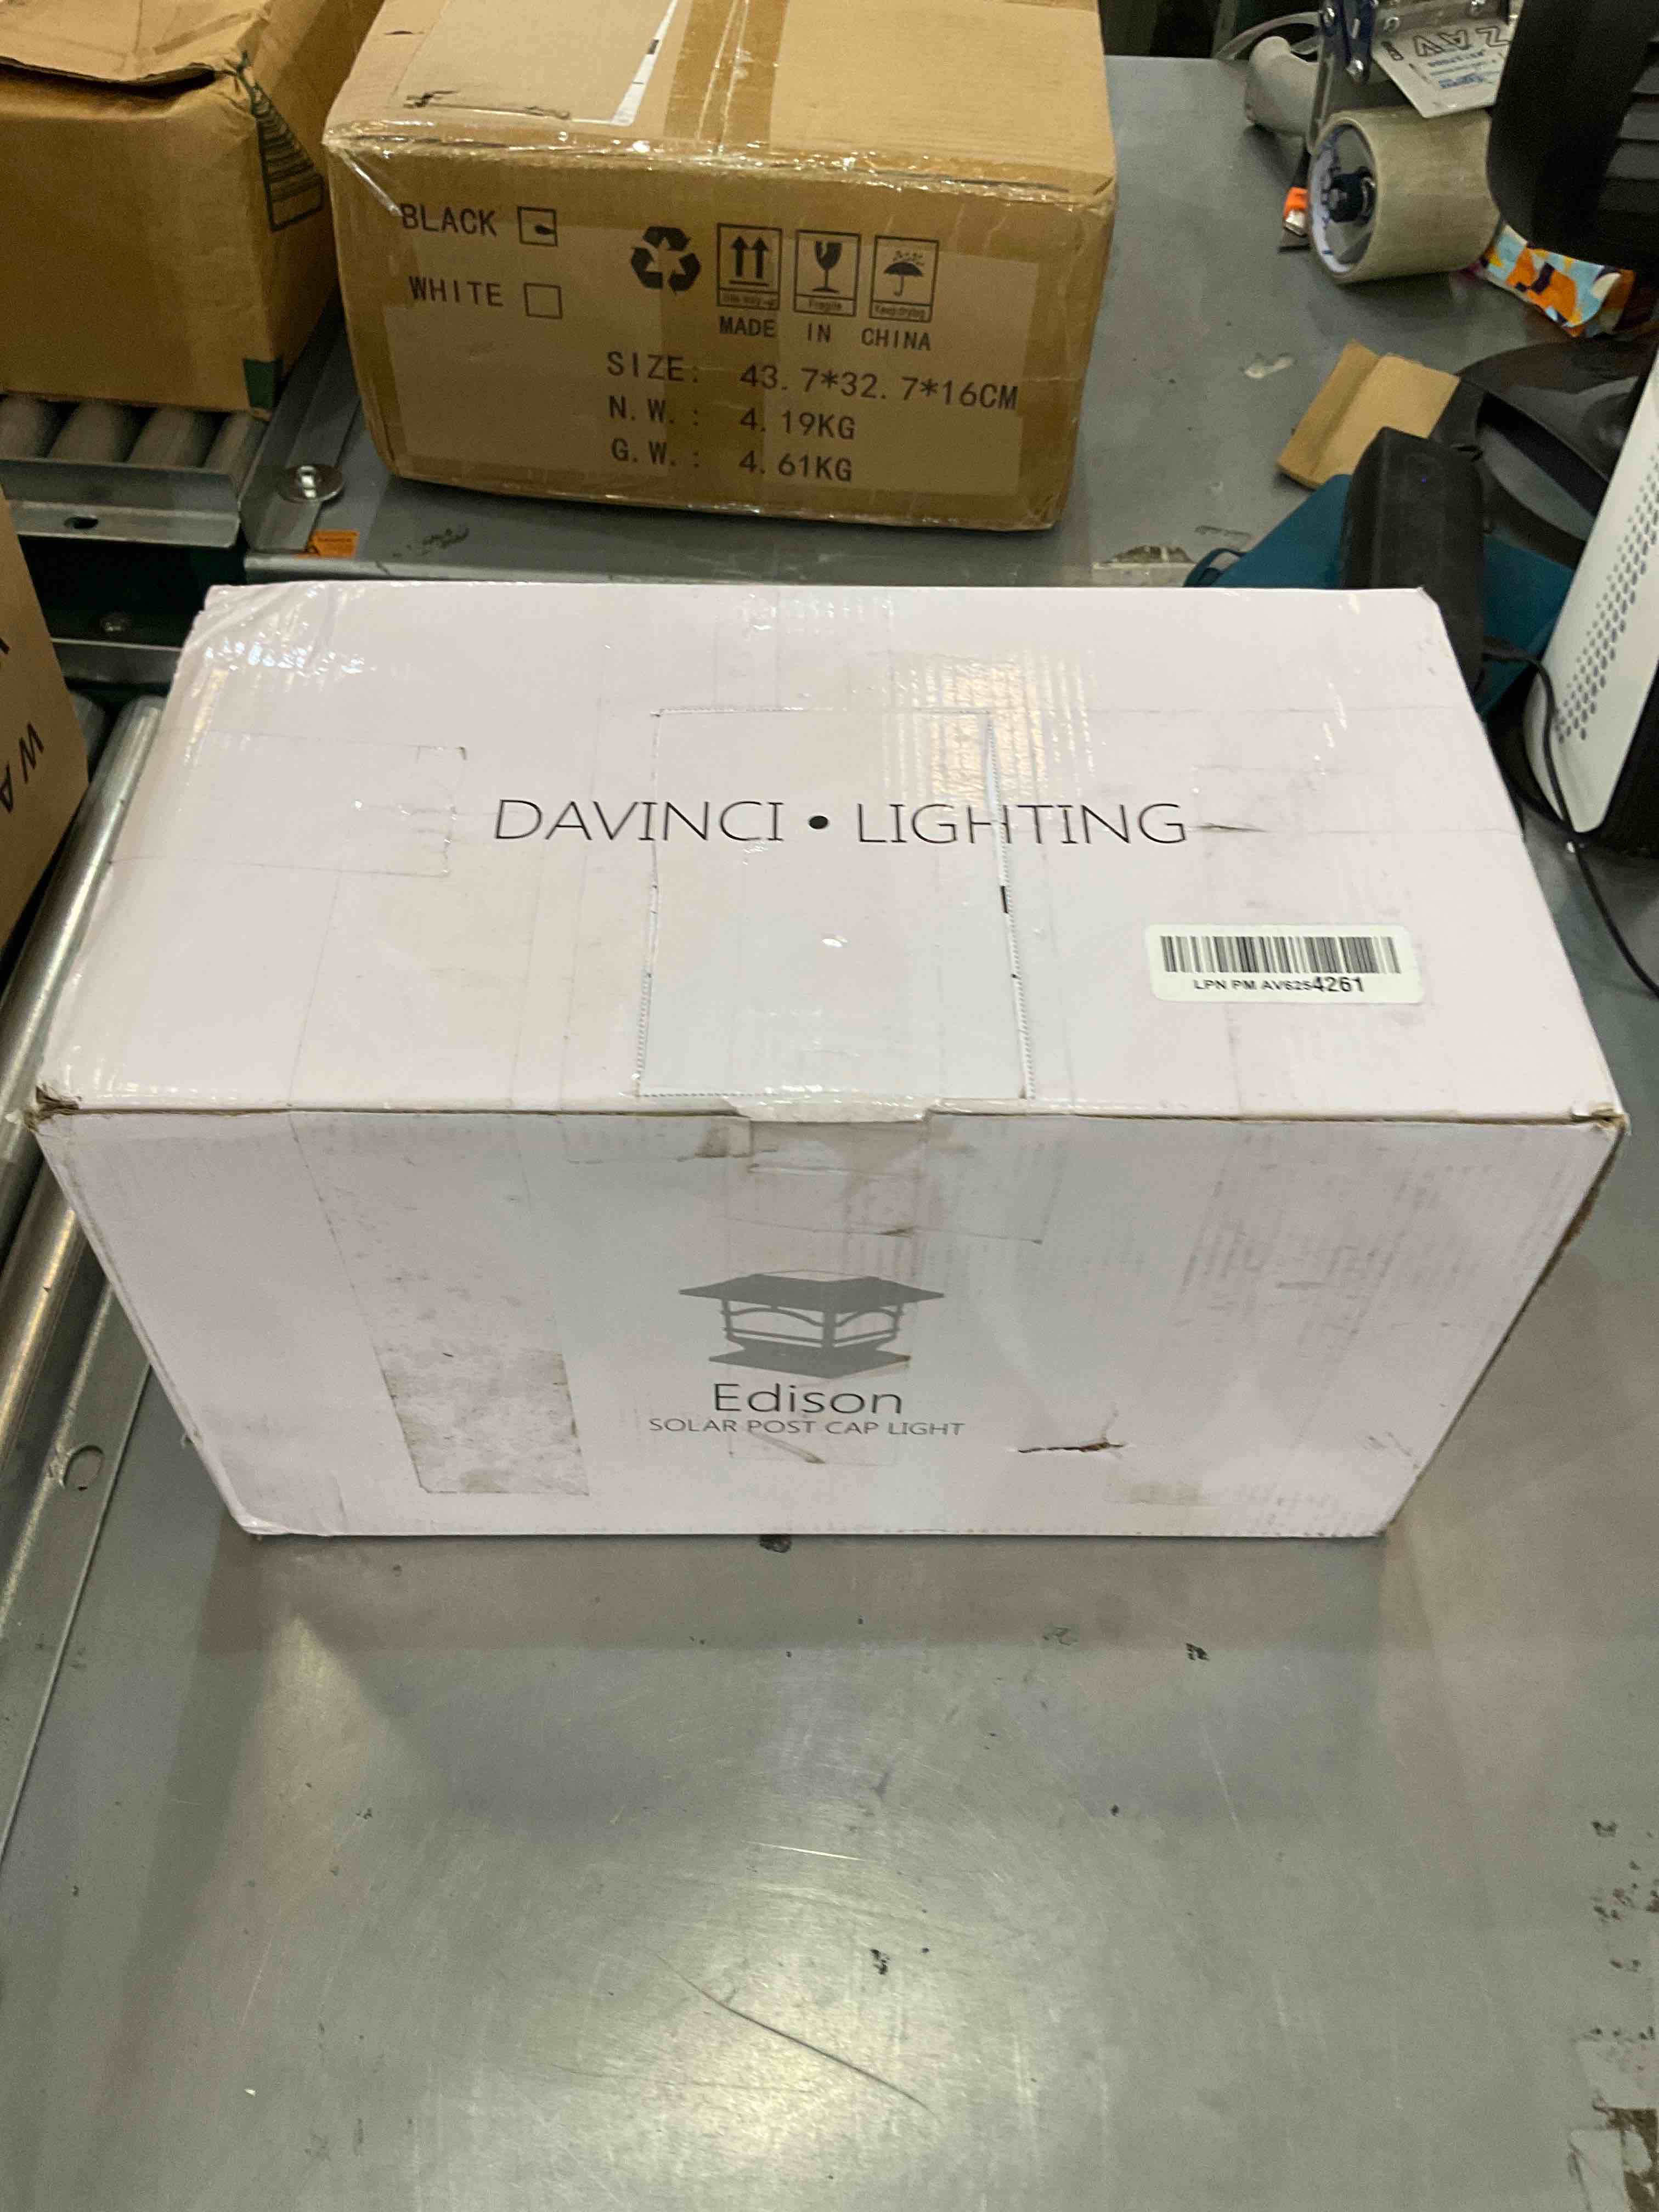 BLACK
WHITE
MADE IN CHINA
SIZE: 43.7*32.7*16CM
N.W.: 4.19KG
G.W.: 4.61KG
DAVINCI • LIGHTING
LPN PM AV6254261
Edison
SOLAR POST CAP LIGHT